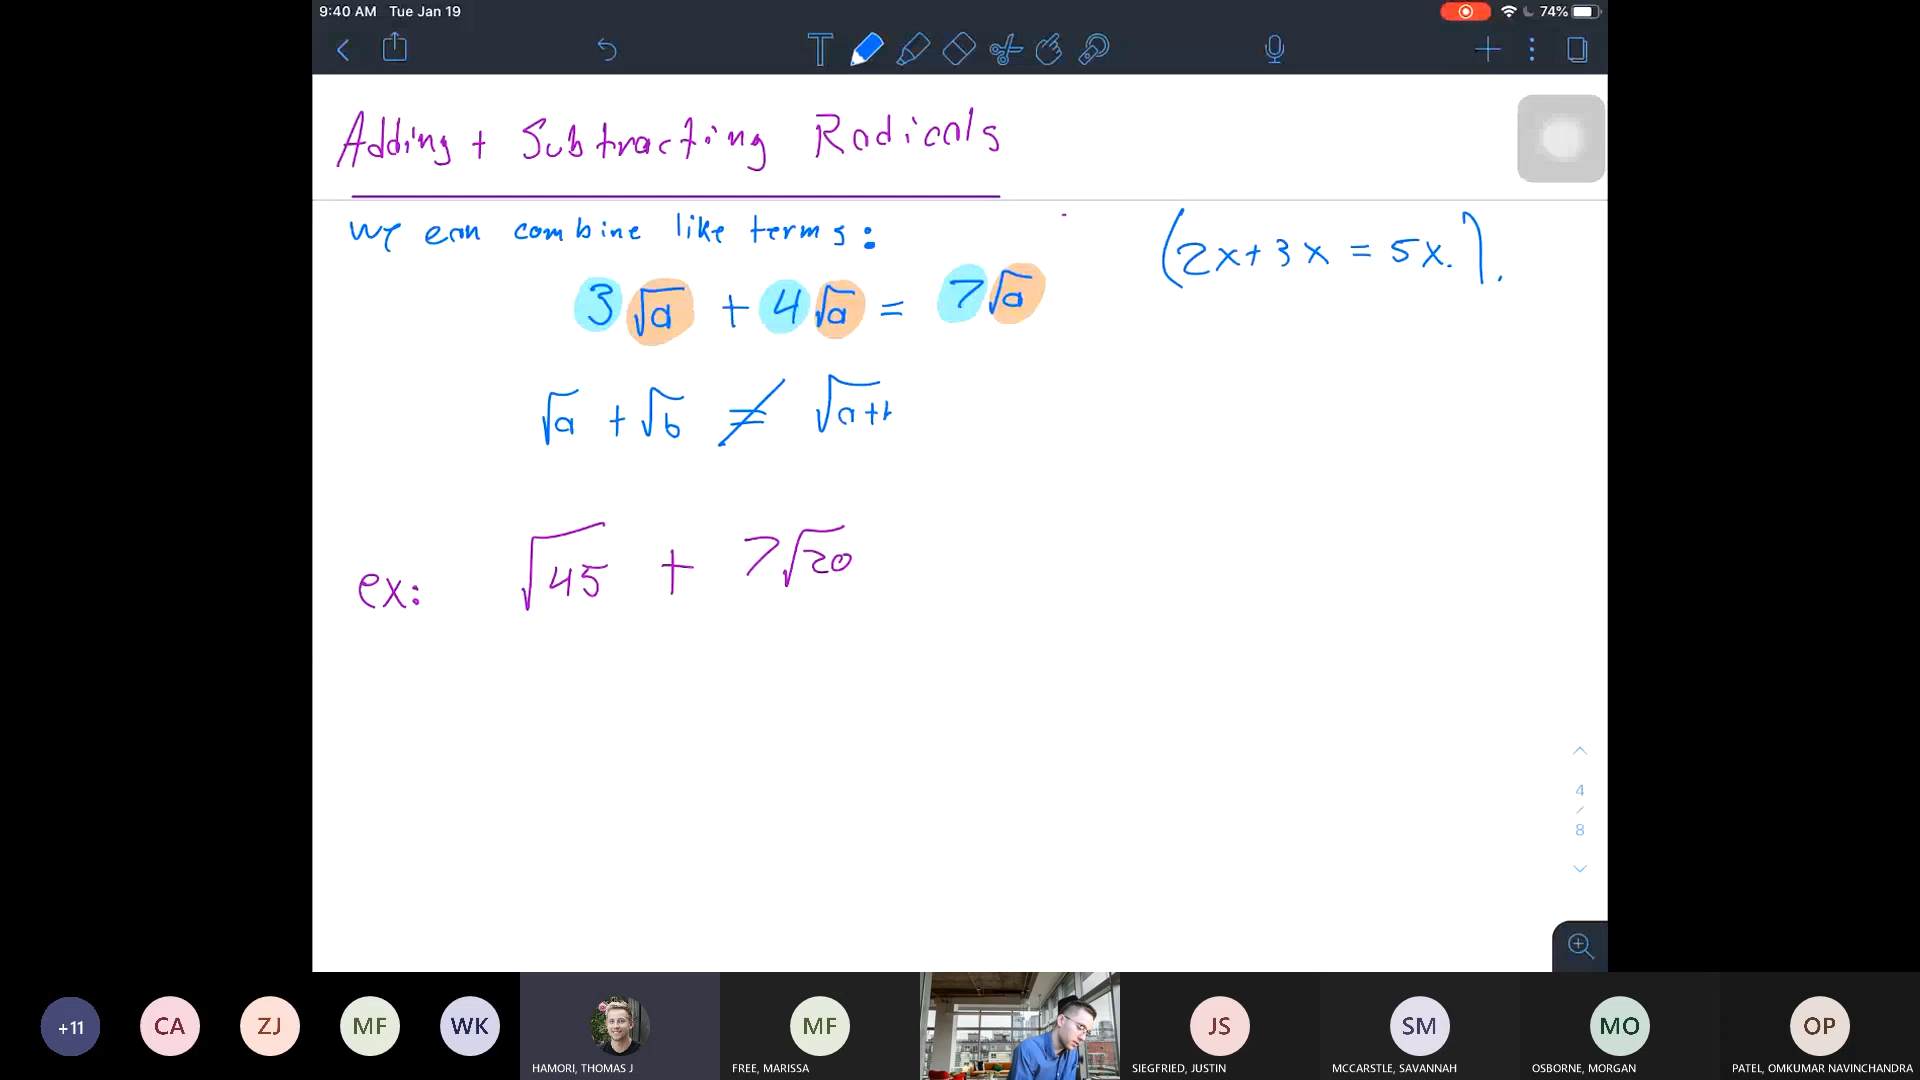 9:40 AM Tue Jan 19 74%
Adding + Subtracting Radicals
We can combine like terms:
(2x+3x = 5x.).
3√a + 4√a = 7√a
√a + √b ≠ √a+b
ex: √45 + 7√20
4
/
8
+11 CA ZJ MF WK MF JS SM MO OP
HAMORI, THOMAS J FREE, MARISSA SIEGFRIED, JUSTIN MCCARSTLE, SAVANNAH OSBORNE, MORGAN PATEL, OMKUMAR NAVINCHANDRA